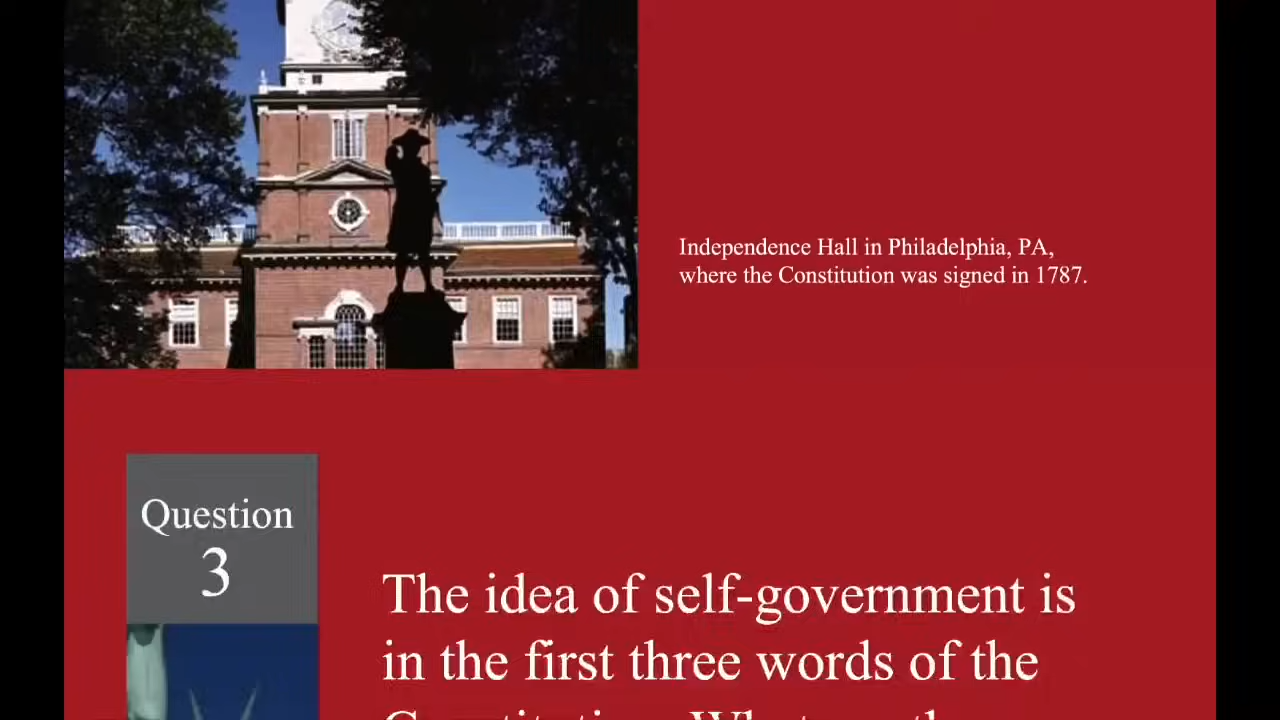 Independence Hall in Philadelphia, PA,
where the Constitution was signed in 1787.
Question
3
The idea of self-government is
in the first three words of the